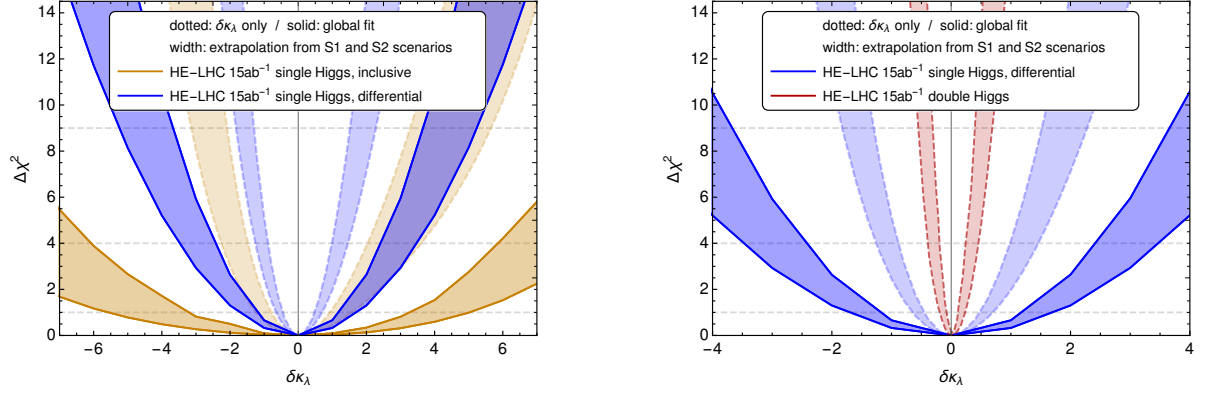 dotted: δκλ only / solid: global fit
width: extrapolation from S1 and S2 scenarios
HE−LHC 15ab⁻¹ single Higgs, inclusive
HE−LHC 15ab⁻¹ single Higgs, differential
14
12
10
8
6
4
2
0
Δχ²
−6 −4 −2 0 2 4 6
δκλ
dotted: δκλ only / solid: global fit
width: extrapolation from S1 and S2 scenarios
HE−LHC 15ab⁻¹ single Higgs, differential
HE−LHC 15ab⁻¹ double Higgs
14
12
10
8
6
4
2
0
Δχ²
−4 −2 0 2 4
δκλ